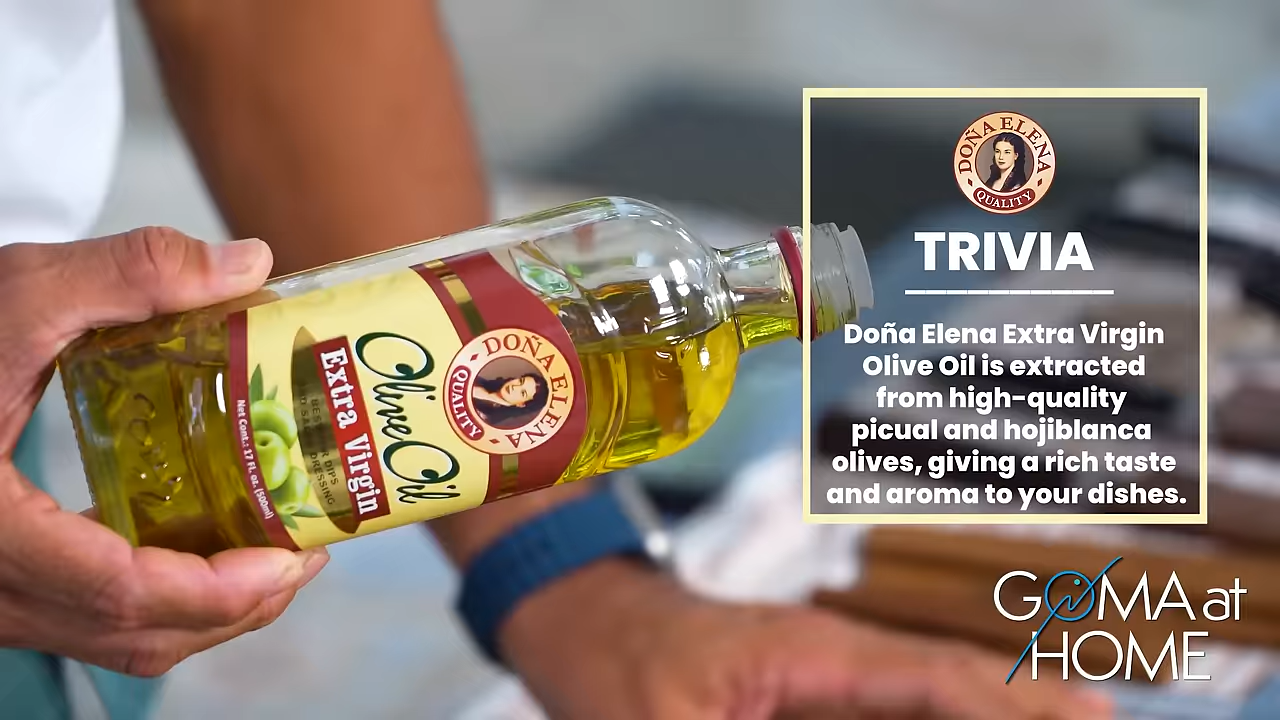 DOÑA ELENA
QUALITY
TRIVIA
Doña Elena Extra Virgin
Olive Oil is extracted
from high-quality
picual and hojiblanca
olives, giving a rich taste
and aroma to your dishes.
DOÑA ELENA
QUALITY
Olive Oil
Extra Virgin
DIPS
DRESSING
Net Cont.: 17 Fl. oz. (500ml)
GOMA at
HOME